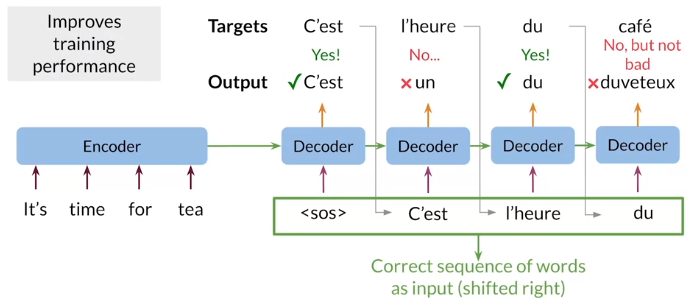 Improves
training
performance
Targets C'est l'heure du café
Yes! No... Yes! No, but not
bad
Output ✓C'est ×un ✓ du ×duveteux
Encoder Decoder Decoder Decoder Decoder
It's time for tea <sos> C'est l'heure du
Correct sequence of words
as input (shifted right)